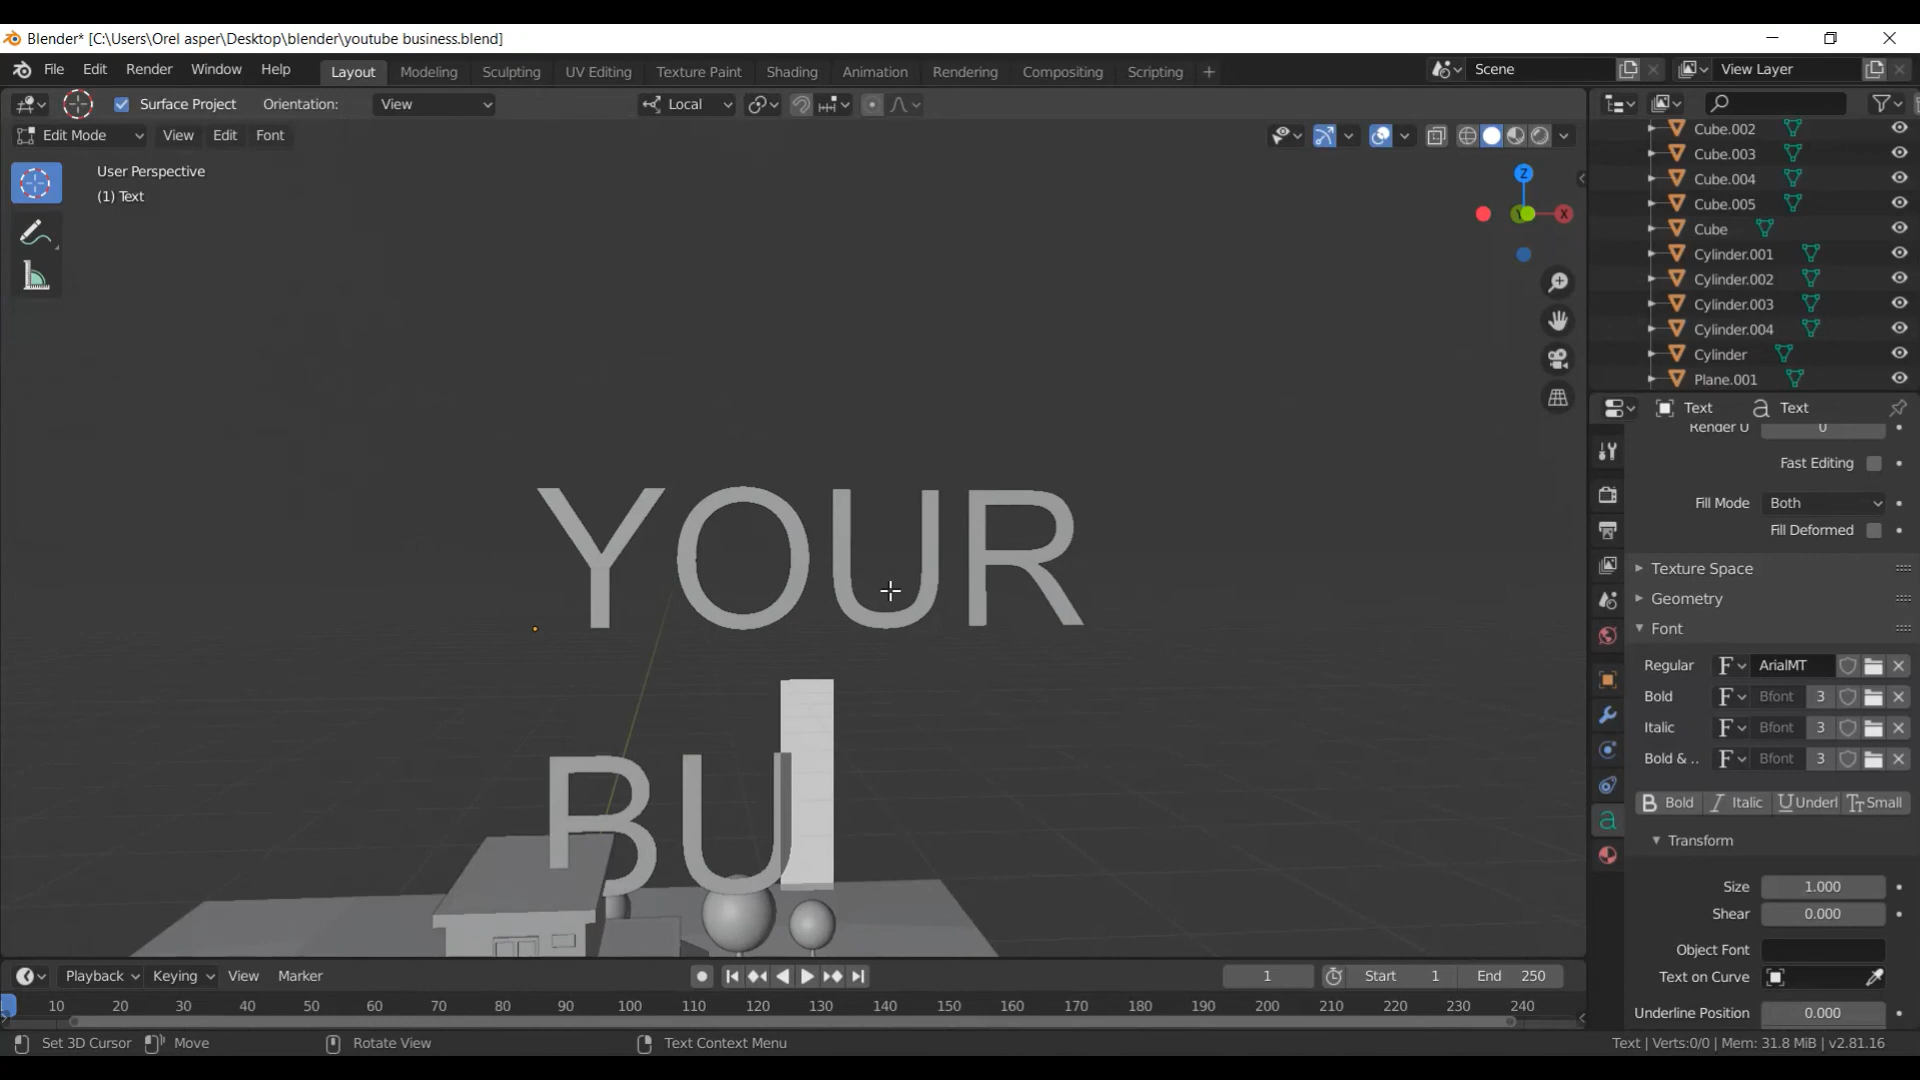 Blender* [C:\Users\Orel asper\Desktop\blender\youtube business.blend]
File Edit Render Window Help Layout Modeling Sculpting UV Editing Texture Paint Shading Animation Rendering Compositing Scripting + Scene View Layer
Surface Project Orientation: View Local
Edit Mode View Edit Font
User Perspective
(1) Text
Z
Y
X
YOUR
BU
Cube.002
Cube.003
Cube.004
Cube.005
Cube
Cylinder.001
Cylinder.002
Cylinder.003
Cylinder.004
Cylinder
Plane.001
Text Text
Render U 0
Fast Editing
Fill Mode Both
Fill Deformed
Texture Space
Geometry
Font
Regular F ArialMT
Bold F Bfont 3
Italic F Bfont 3
Bold & .. F Bfont 3
B Bold I Italic U Underl Tт Small
Transform
Size 1.000
Shear 0.000
Object Font
Text on Curve
Underline Position 0.000
Playback Keying View Marker 1 Start 1 End 250
10 20 30 40 50 60 70 80 90 100 110 120 130 140 150 160 170 180 190 200 210 220 230 240
Set 3D Cursor Move Rotate View Text Context Menu Text | Verts:0/0 | Mem: 31.8 MiB | v2.81.16